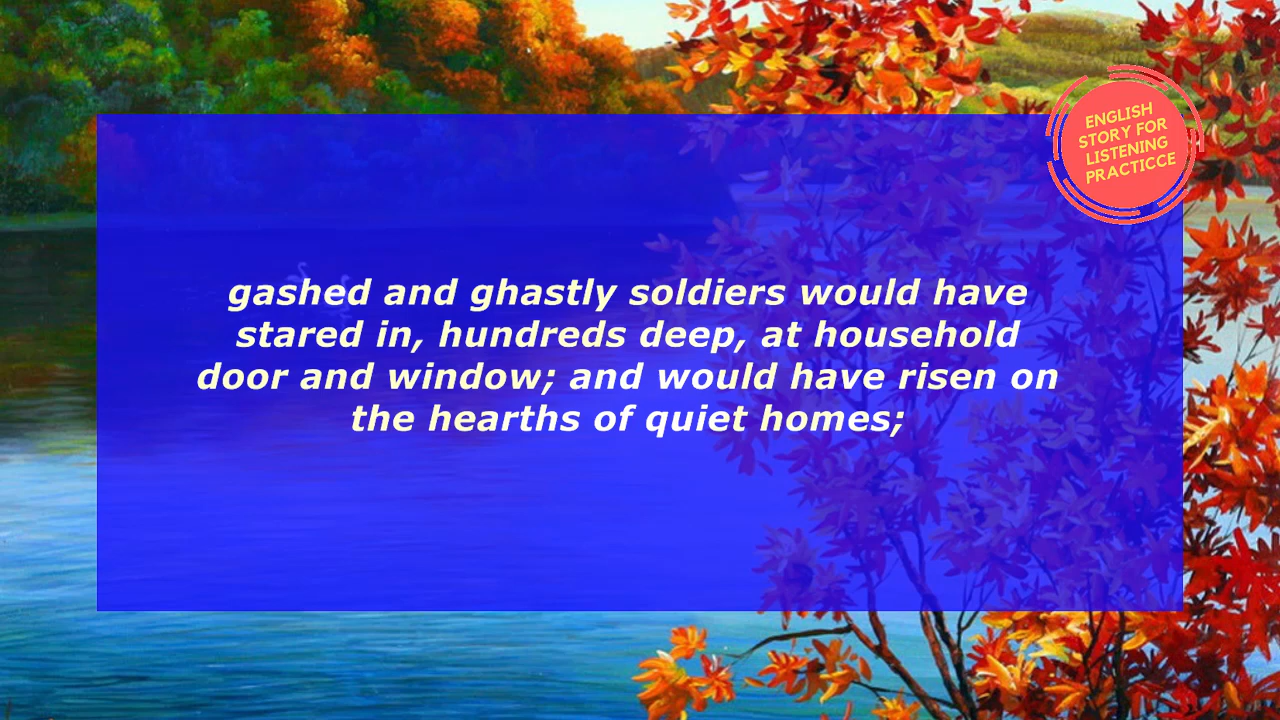 ENGLISH
STORY FOR
LISTENING
PRACTICCE
gashed and ghastly soldiers would have
stared in, hundreds deep, at household
door and window; and would have risen on
the hearths of quiet homes;